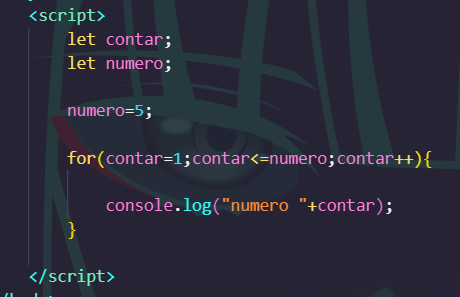 <script>
let contar;
let numero;
numero=5;
for(contar=1;contar<=numero;contar++){
console.log("numero "+contar);
}
</script>